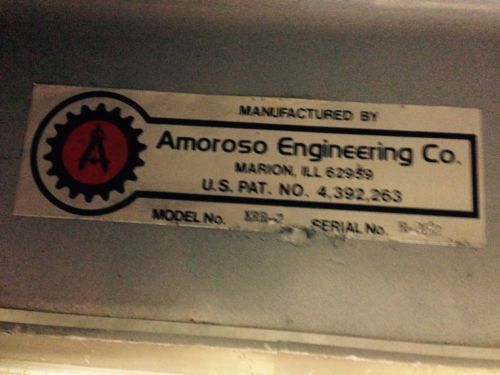 MANUFACTURED BY
A
Amoroso Engineering Co.
MARION, ILL 62959
U.S. PAT. NO. 4,392,263
MODEL No. SERIAL No.